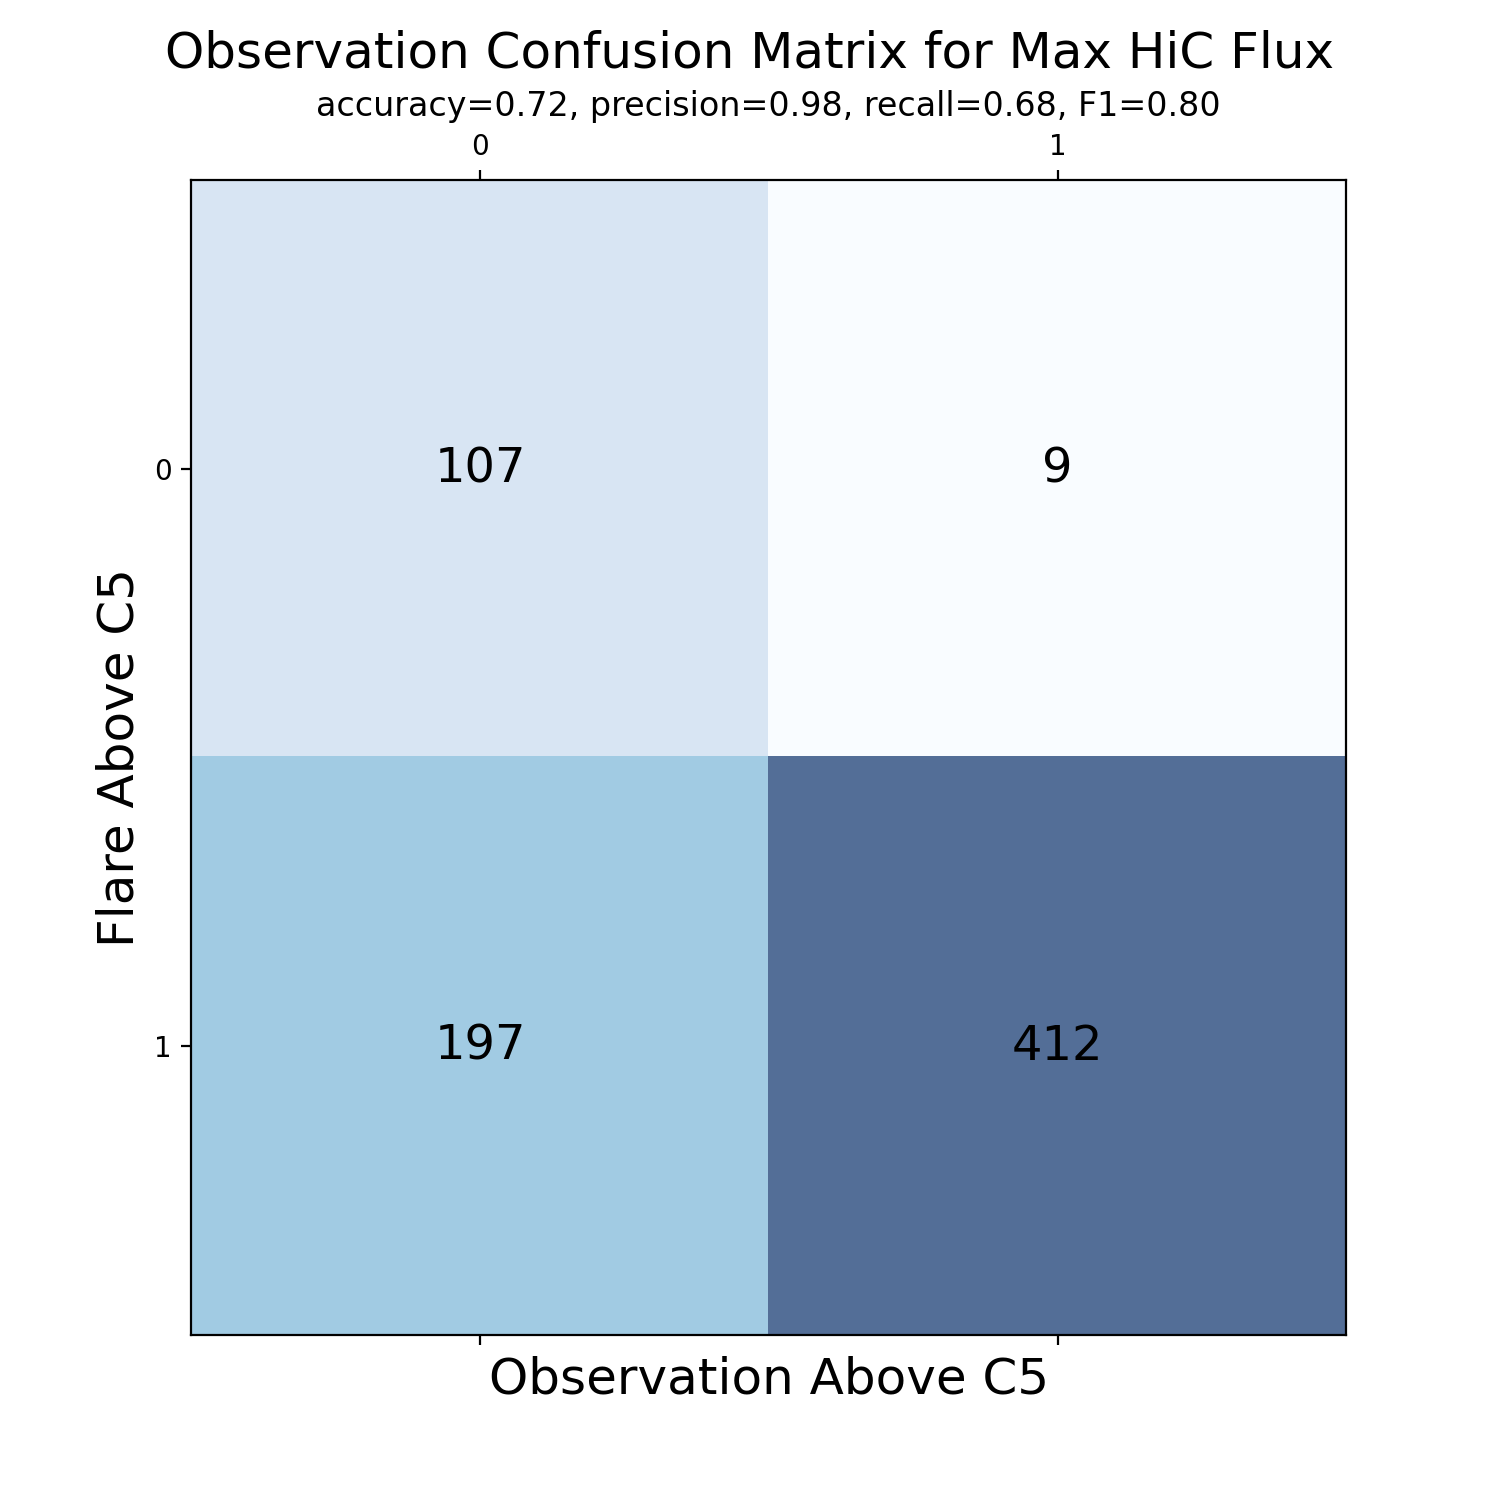 Observation Confusion Matrix for Max HiC Flux
accuracy=0.72, precision=0.98, recall=0.68, F1=0.80
0 1
0 107 9
Flare Above C5
1 197 412
Observation Above C5